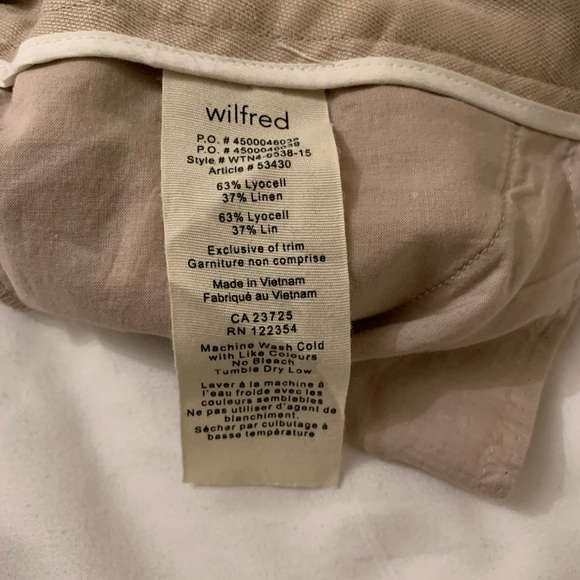 wilfred
P.O. #
P.O. #
Style #
Article # 53430
63% Lyocell
37% Linen
63% Lyocell
37% Lin
Exclusive of trim
Garniture non comprise
Made in Vietnam
Fabriqué au Vietnam
CA 23725
RN 122354
Machine Wash Cold
with Like Colours
No Bleach
Tumble Dry Low
Laver à la machine à
l'eau froide avec les
couleurs semblables
Ne pas utiliser d'agent de
blanchiment.
Sécher par culbutage à
basse température